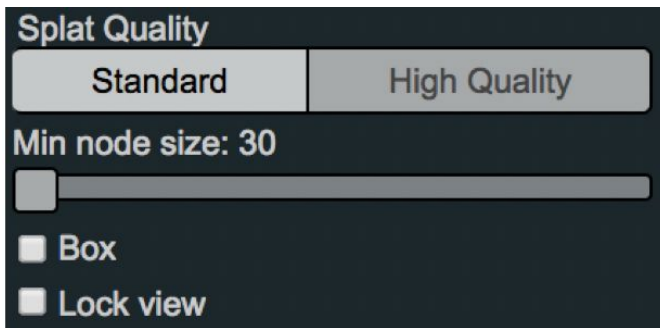 Splat Quality
Standard High Quality
Min node size: 30
Box
Lock view